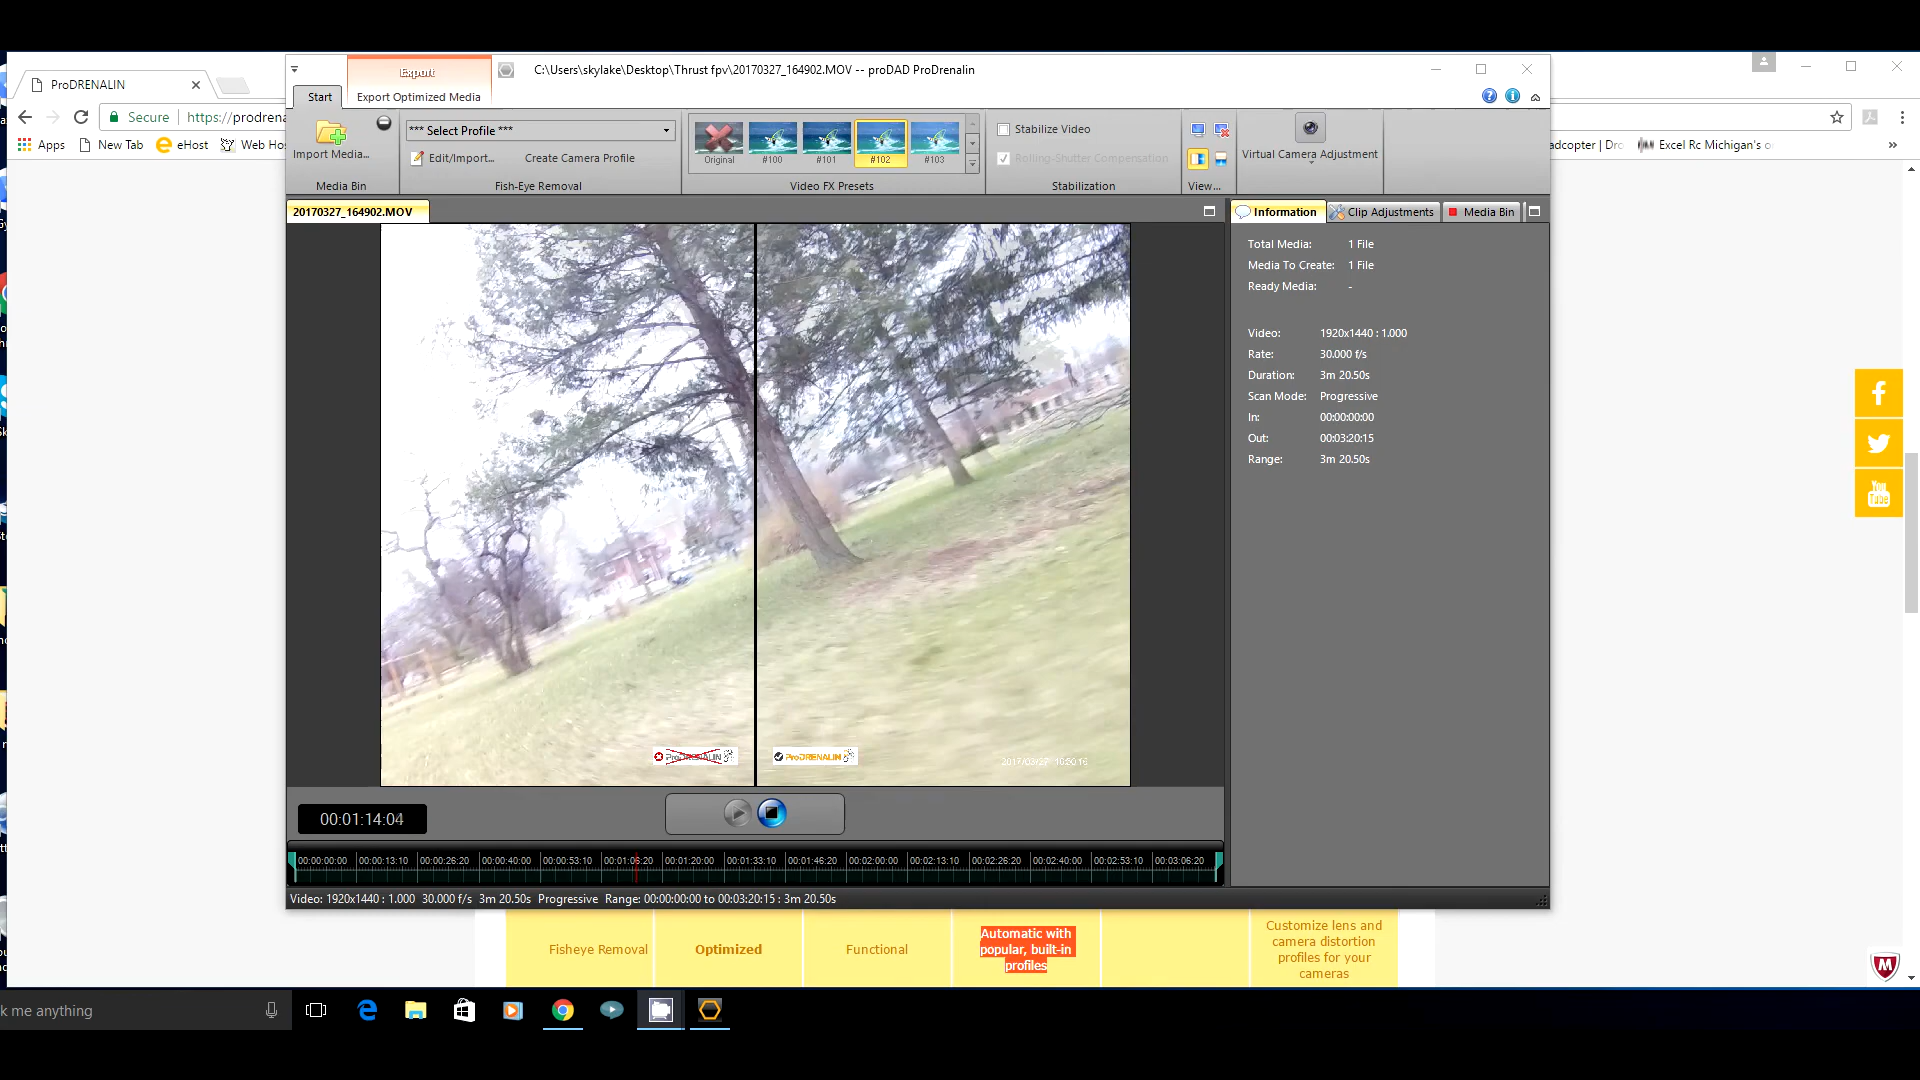 ProDRENALIN
Secure
https://prodrena
Apps
New Tab
eHost
Web Ho
adcopter | Dro
Excel Rc Michigan's o
»
Export
C:\Users\skylake\Desktop\Thrust fpv\20170327_164902.MOV -- proDAD ProDrenalin
Start
Export Optimized Media
Import Media...
Media Bin
*** Select Profile ***
Edit/Import...
Create Camera Profile
Fish-Eye Removal
Original
#100
#101
#102
#103
Video FX Presets
Stabilize Video
Rolling-Shutter Compensation
Stabilization
View...
Virtual Camera Adjustment
20170327_164902.MOV
Information
Clip Adjustments
Media Bin
Total Media: 1 File
Media To Create: 1 File
Ready Media: -
Video: 1920x1440 : 1.000
Rate: 30.000 f/s
Duration: 3m 20.50s
Scan Mode: Progressive
In: 00:00:00:00
Out: 00:03:20:15
Range: 3m 20.50s
You
Tube
ProDRENALIN
ProDRENALIN
00:01:14:04
00:00:00:00 00:00:13:10 00:00:26:20 00:00:40:00 00:00:53:10 00:01:06:20 00:01:20:00 00:01:33:10 00:01:46:20 00:02:00:00 00:02:13:10 00:02:26:20 00:02:40:00 00:02:53:10 00:03:06:20
Video: 1920x1440 : 1.000 30.000 f/s 3m 20.50s Progressive Range: 00:00:00:00 to 00:03:20:15 : 3m 20.50s
Fisheye Removal
Optimized
Functional
Automatic with
popular, built-in
profiles
Customize lens and
camera distortion
profiles for your
cameras
k me anything